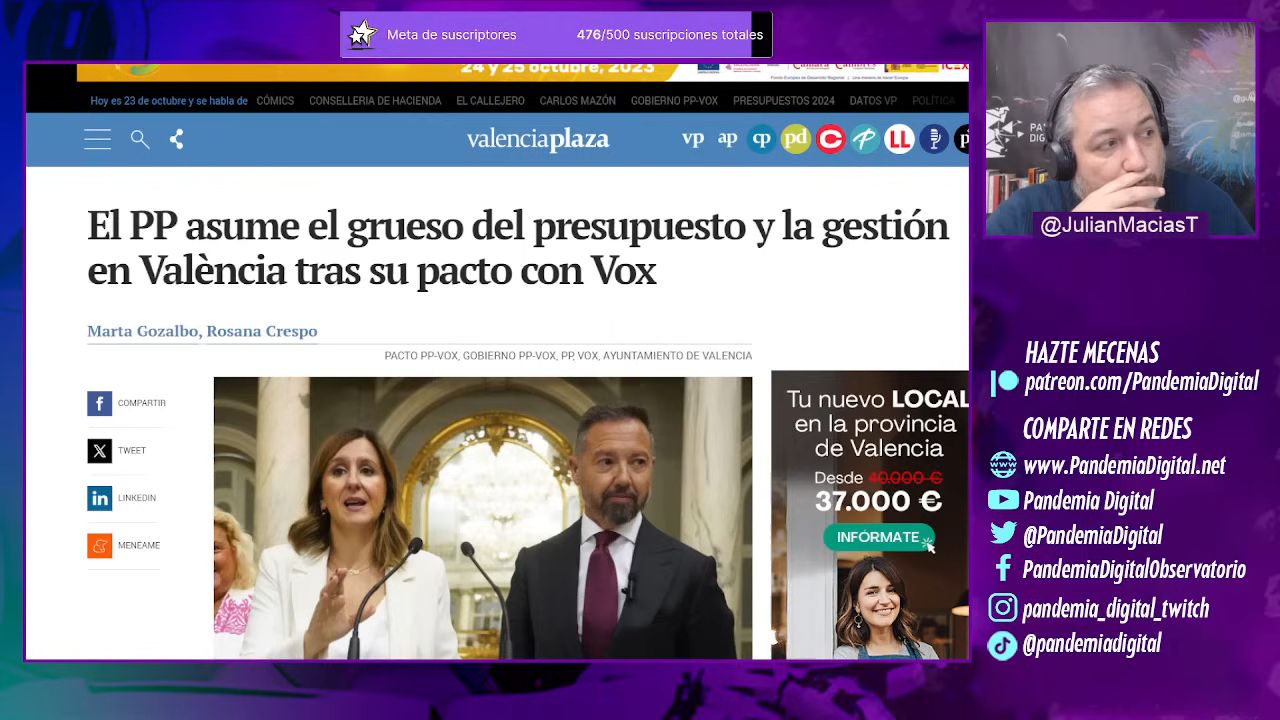 Meta de suscriptores 476/500 suscripciones totales
24 y 25 octubre, 2023
Hoy es 23 de octubre y se habla de CÓMICS CONSELLERIA DE HACIENDA EL CALLEJERO CARLOS MAZÓN GOBIERNO PP-VOX PRESUPUESTOS 2024 DATOS VP POLÍTICA
valenciaplaza vp ap cp pd C P LL p
El PP asume el grueso del presupuesto y la gestión
en València tras su pacto con Vox
Marta Gozalbo, Rosana Crespo
PACTO PP-VOX, GOBIERNO PP-VOX, PP, VOX, AYUNTAMIENTO DE VALENCIA
COMPARTIR
TWEET
LINKEDIN
MENEAME
Tu nuevo LOCAL
en la provincia
de Valencia
Desde 40.000 €
37.000 €
INFÓRMATE
@JulianMaciasT
HAZTE MECENAS
patreon.com/PandemiaDigital
COMPARTE EN REDES
www.PandemiaDigital.net
Pandemia Digital
@PandemiaDigital
PandemiaDigitalObservatorio
pandemia_digital_twitch
@pandemiadigital